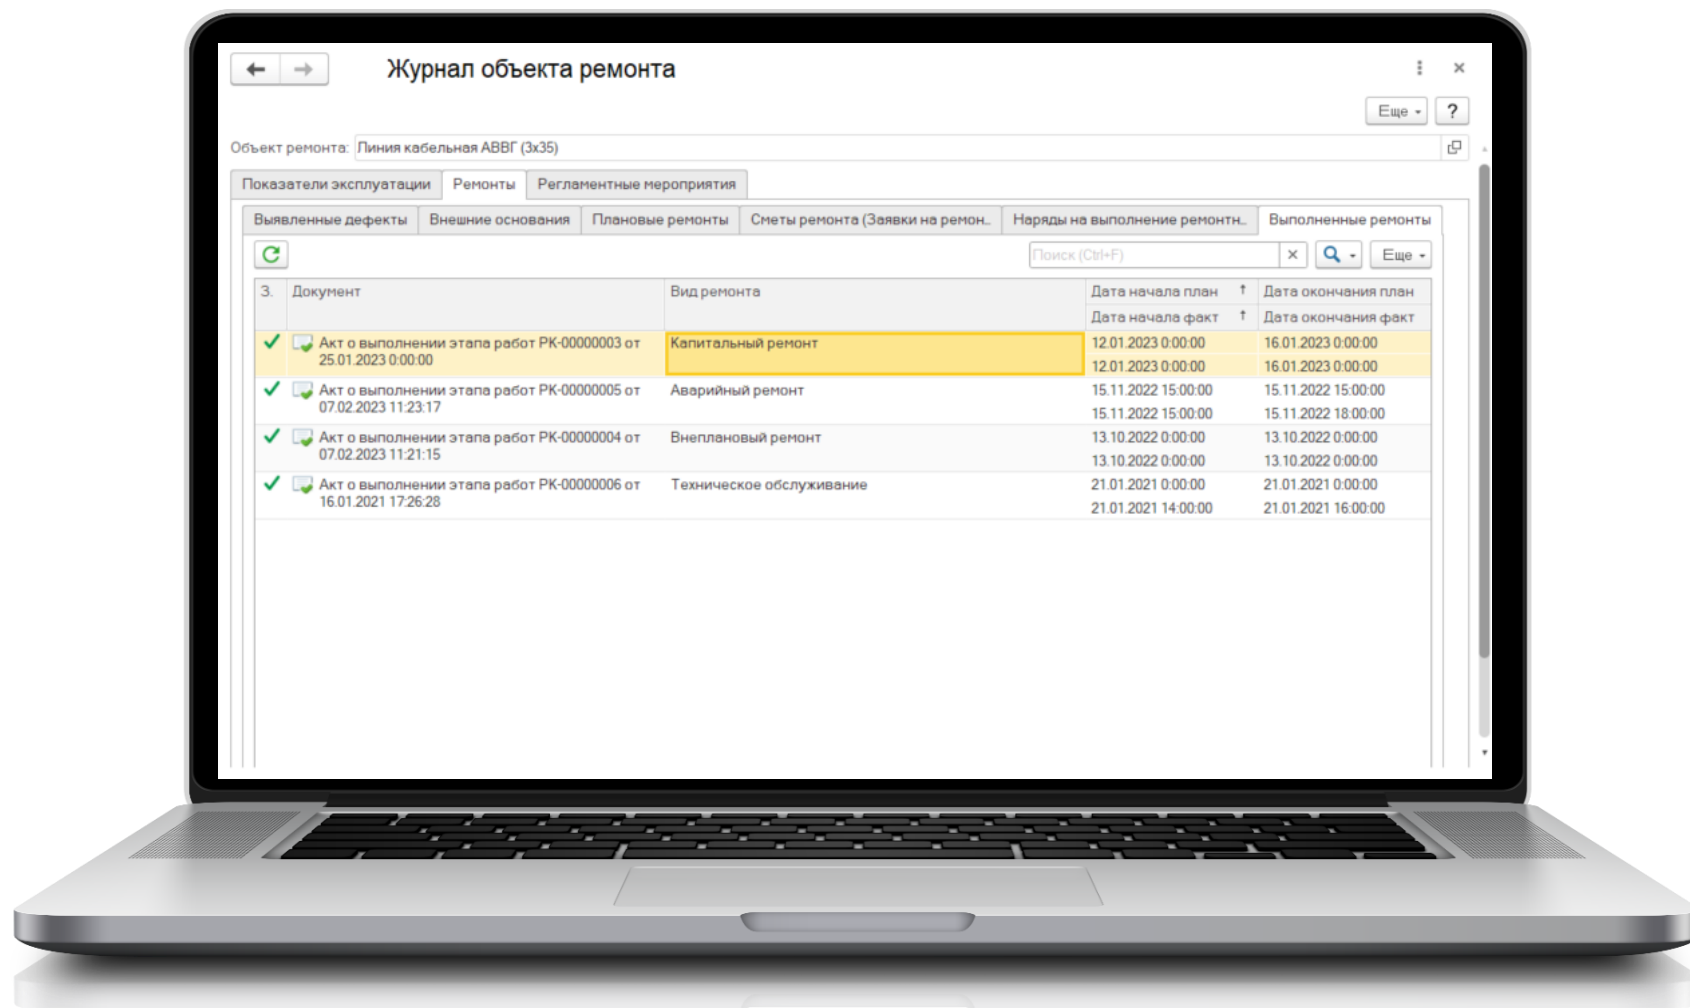 Журнал объекта ремонта
Еще ?
Объект ремонта: Линия кабельная АВВГ (3х35)
Показатели эксплуатации Ремонты Регламентные мероприятия
Выявленные дефекты Внешние основания Плановые ремонты Сметы ремонта (Заявки на ремон... Наряды на выполнение ремонтн... Выполненные ремонты
Поиск (Ctrl+F) Еще
З. Документ Вид ремонта Дата начала план Дата окончания план
Дата начала факт Дата окончания факт
Акт о выполнении этапа работ РК-00000003 от Капитальный ремонт 12.01.2023 0:00:00 16.01.2023 0:00:00
25.01.2023 0:00:00 12.01.2023 0:00:00 16.01.2023 0:00:00
Акт о выполнении этапа работ РК-00000005 от Аварийный ремонт 15.11.2022 15:00:00 15.11.2022 15:00:00
07.02.2023 11:23:17 15.11.2022 15:00:00 15.11.2022 18:00:00
Акт о выполнении этапа работ РК-00000004 от Внеплановый ремонт 13.10.2022 0:00:00 13.10.2022 0:00:00
07.02.2023 11:21:15 13.10.2022 0:00:00 13.10.2022 0:00:00
Акт о выполнении этапа работ РК-00000006 от Техническое обслуживание 21.01.2021 0:00:00 21.01.2021 0:00:00
16.01.2021 17:26:28 21.01.2021 14:00:00 21.01.2021 16:00:00